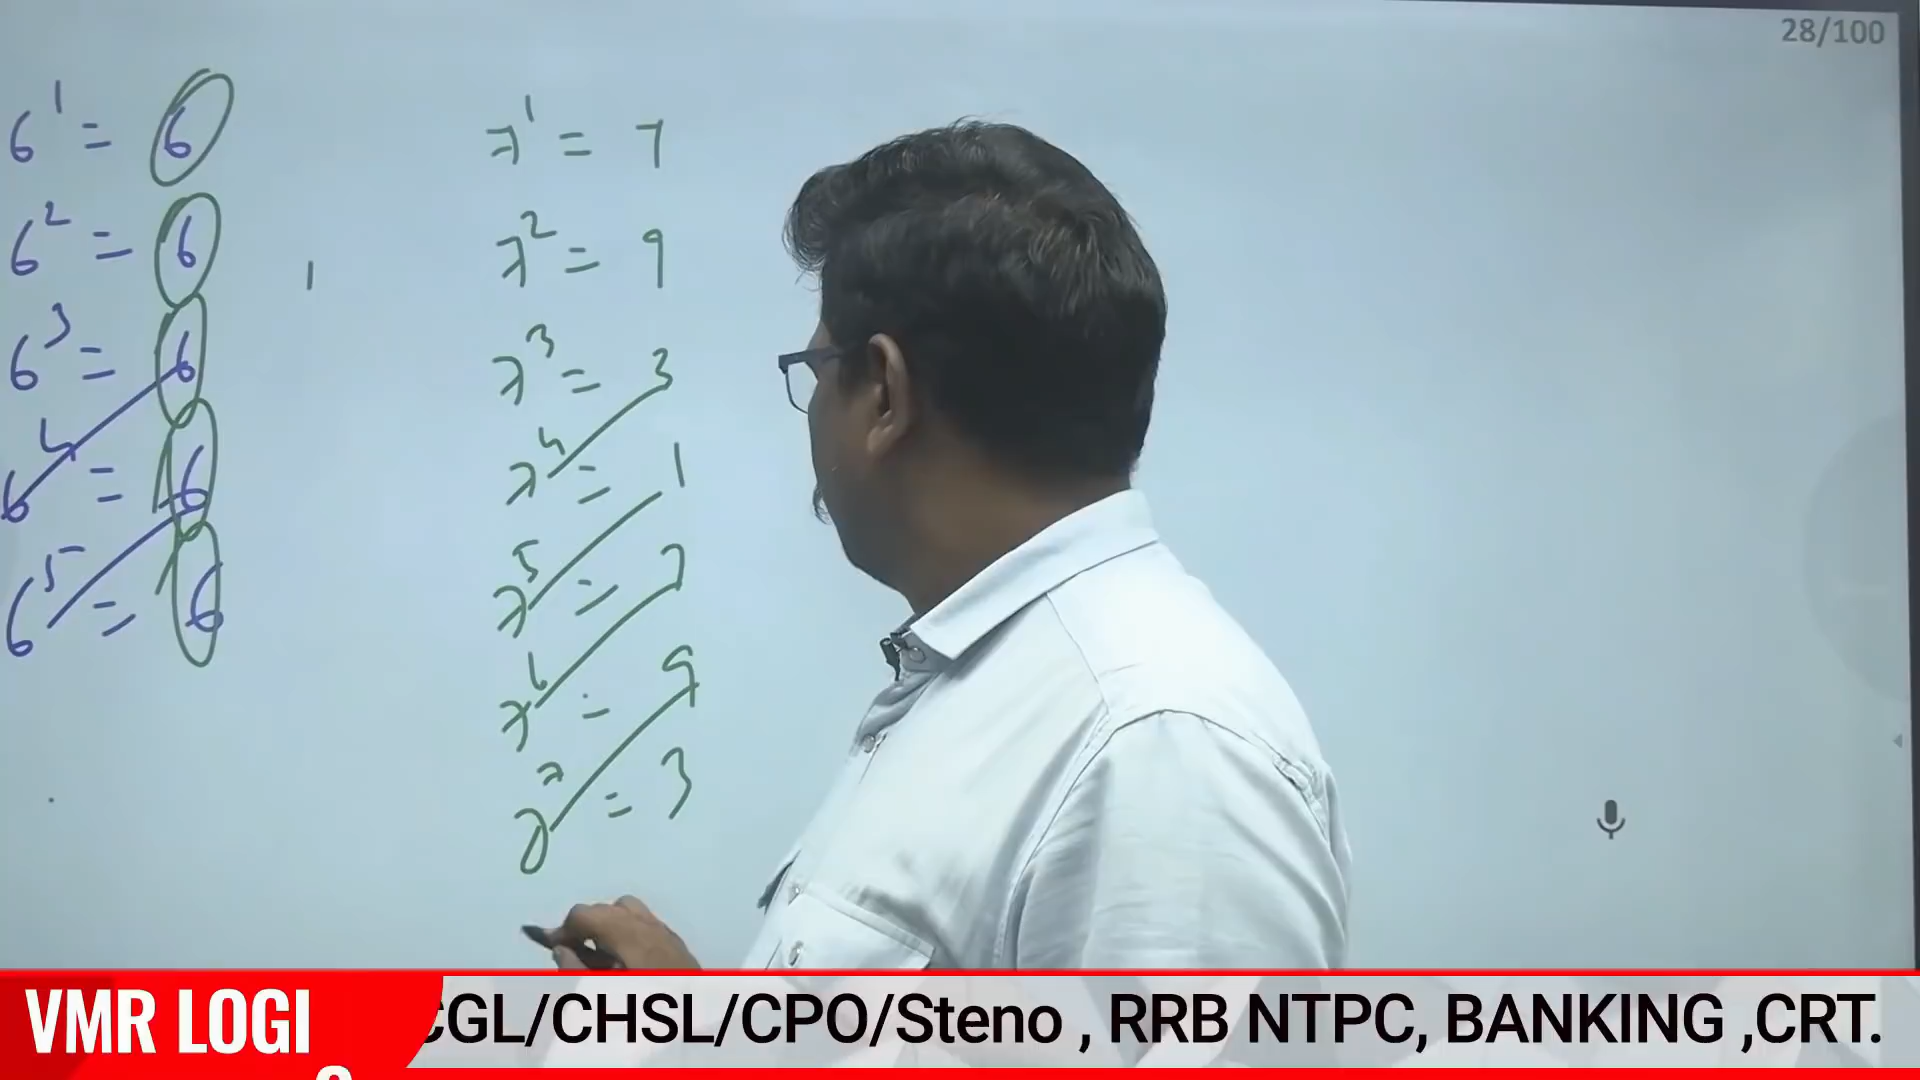 28/100
6¹ = 6
6² = 6
6³ = 6
6⁴ = 6
6⁵ = 6
1
7¹ = 7
7² = 9
7³ = 3
7⁴ = 1
7⁵ = 7
7⁶ = 9
7⁷ = 3
VMR LOGI
CGL/CHSL/CPO/Steno , RRB NTPC, BANKING ,CRT.